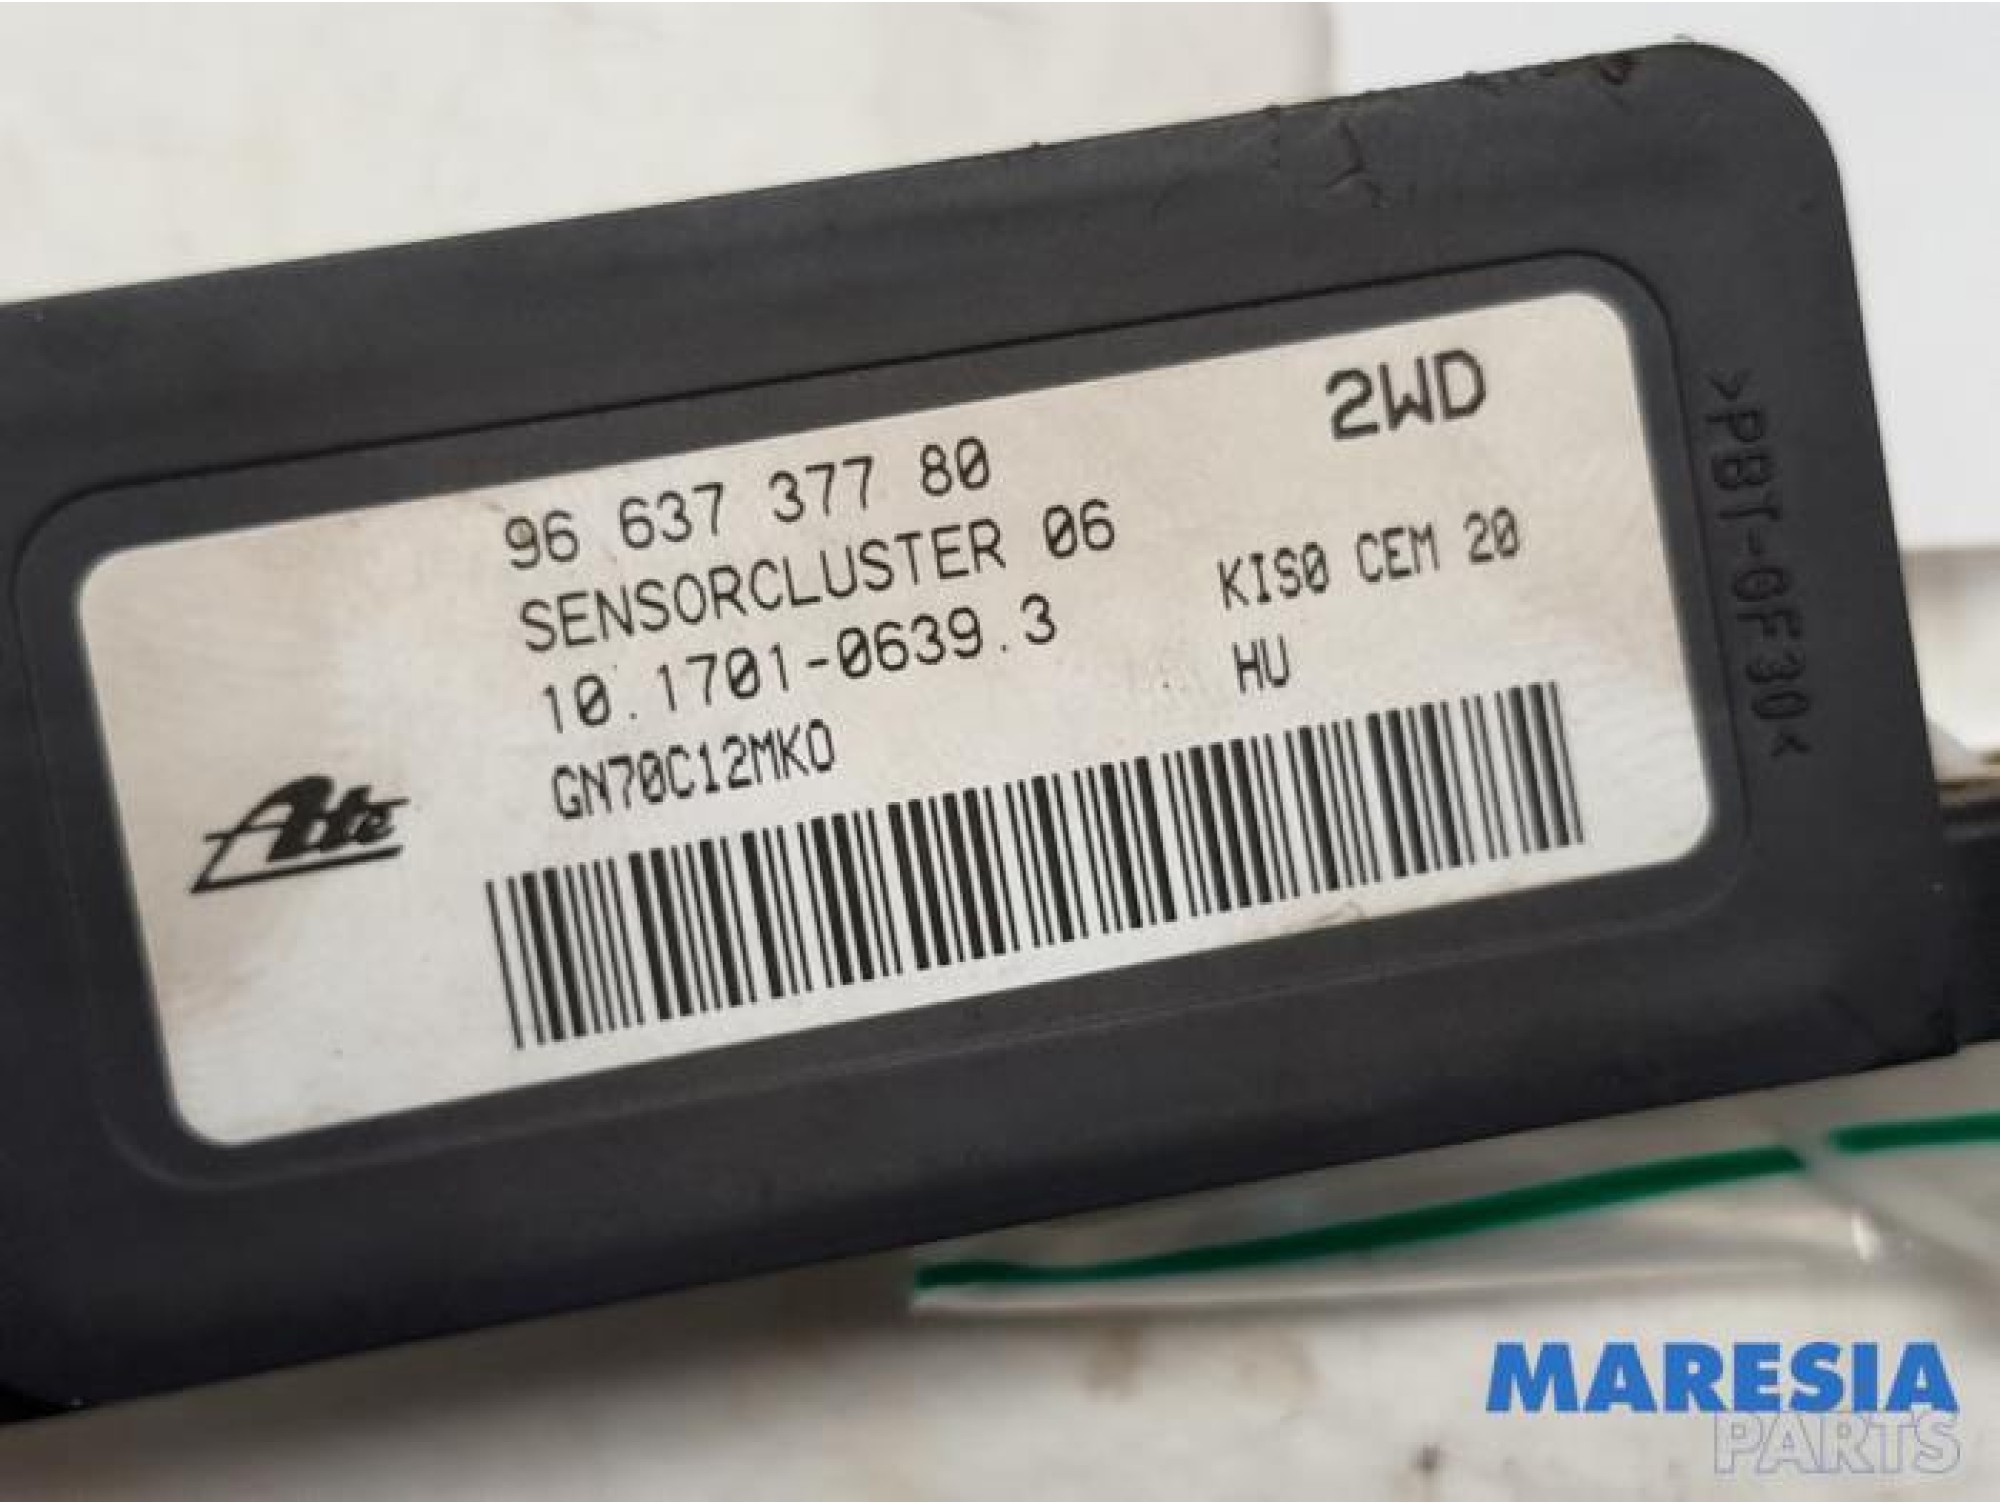 2WD
96 637 377 80
SENSORCLUSTER 06
KIS0 CEM 20
10.1701-0639.3
HU
GN70C12MKO
Ate
>PBT-GF30<
MARESIA
PARTS